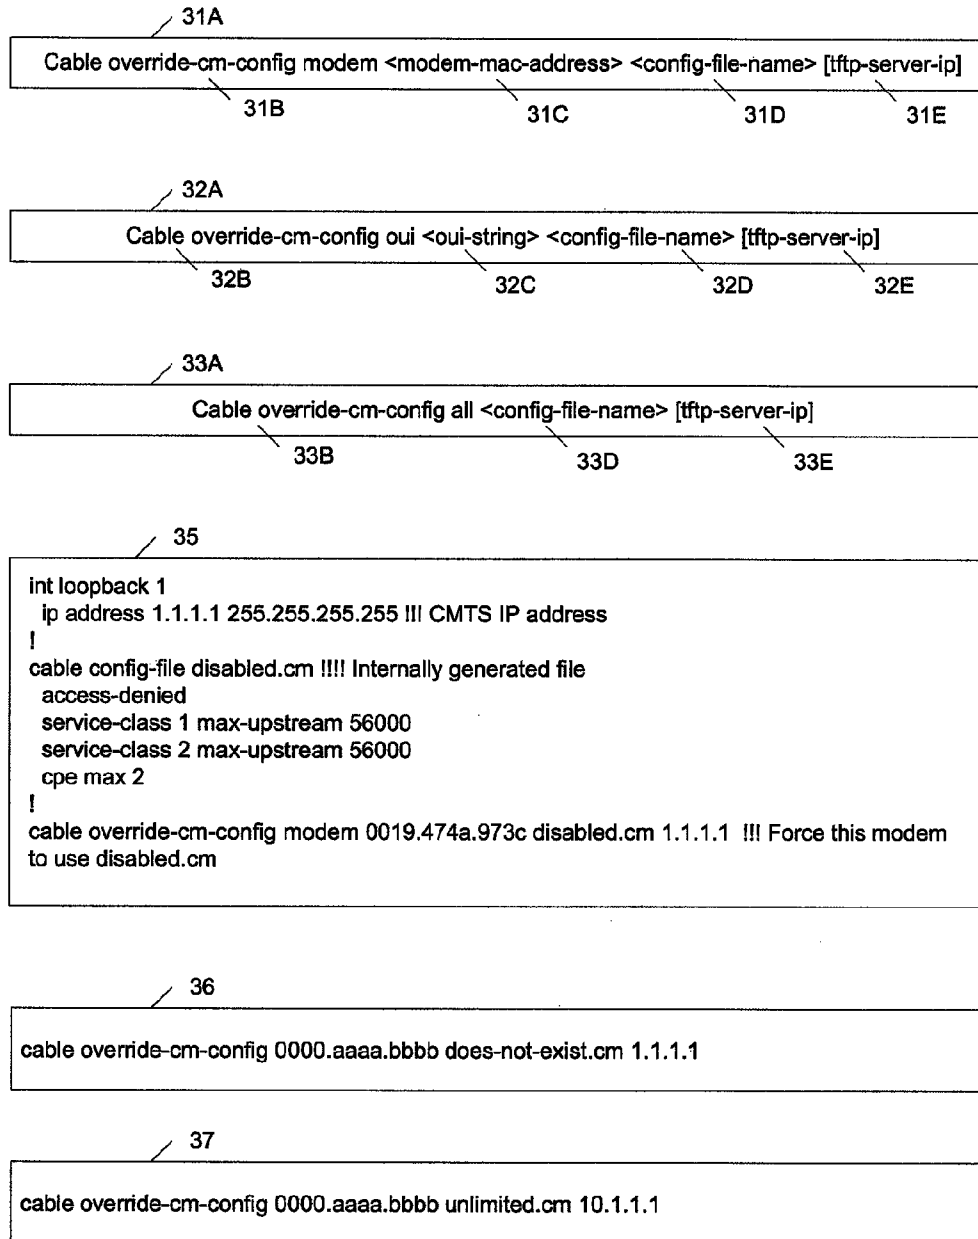 31A
Cable override-cm-config modem <modem-mac-address> <config-file-name> [tftp-server-ip]
31B 31C 31D 31E
32A
Cable override-cm-config oui <oui-string> <config-file-name> [tftp-server-ip]
32B 32C 32D 32E
33A
Cable override-cm-config all <config-file-name> [tftp-server-ip]
33B 33D 33E
35
int loopback 1
ip address 1.1.1.1 255.255.255.255 !!! CMTS IP address
!
cable config-file disabled.cm !!!! Internally generated file
access-denied
service-class 1 max-upstream 56000
service-class 2 max-upstream 56000
cpe max 2
!
cable override-cm-config modem 0019.474a.973c disabled.cm 1.1.1.1 !!! Force this modem
to use disabled.cm
36
cable override-cm-config 0000.aaaa.bbbb does-not-exist.cm 1.1.1.1
37
cable override-cm-config 0000.aaaa.bbbb unlimited.cm 10.1.1.1